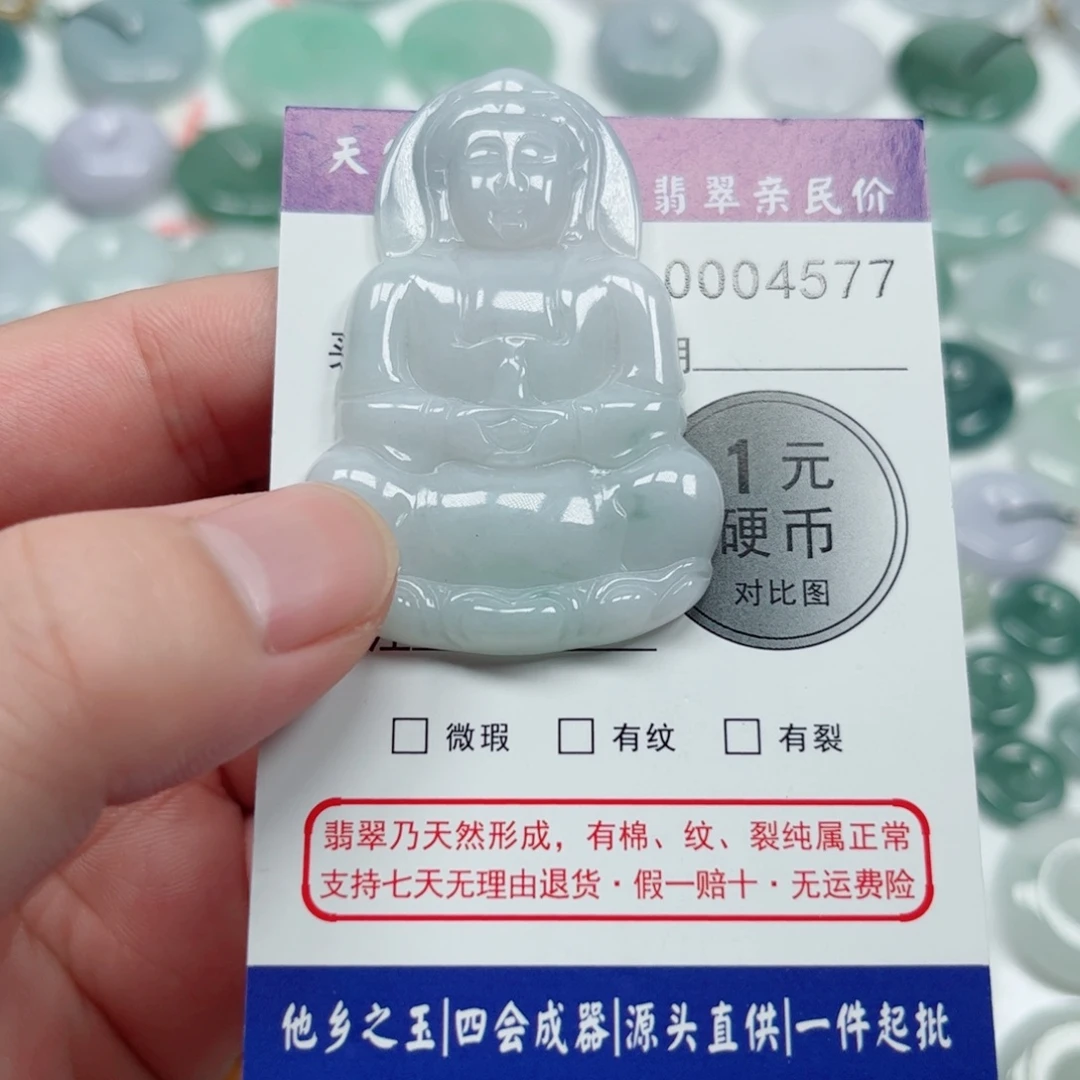 天
翡翠亲民价
0004577
期
1元
硬币
对比图
注
微瑕 有纹 有裂
翡翠乃天然形成，有棉、纹、裂纯属正常
支持七天无理由退货·假一赔十·无运费险
他乡之玉|四会成器|源头直供|一件起批